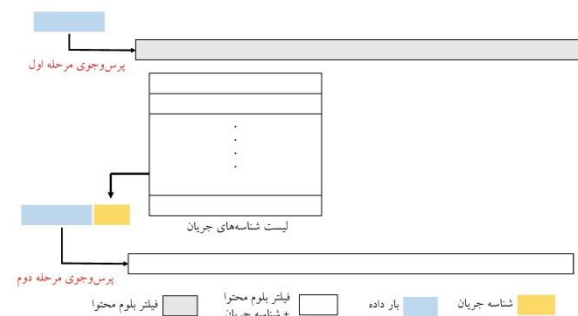 پرس‌وجوی مرحله اول
لیست شناسه‌های جریان
پرس‌وجوی مرحله دوم
شناسه جریان
بار داده
فیلتر بلوم محتوا
+ شناسه جریان
فیلتر بلوم محتوا